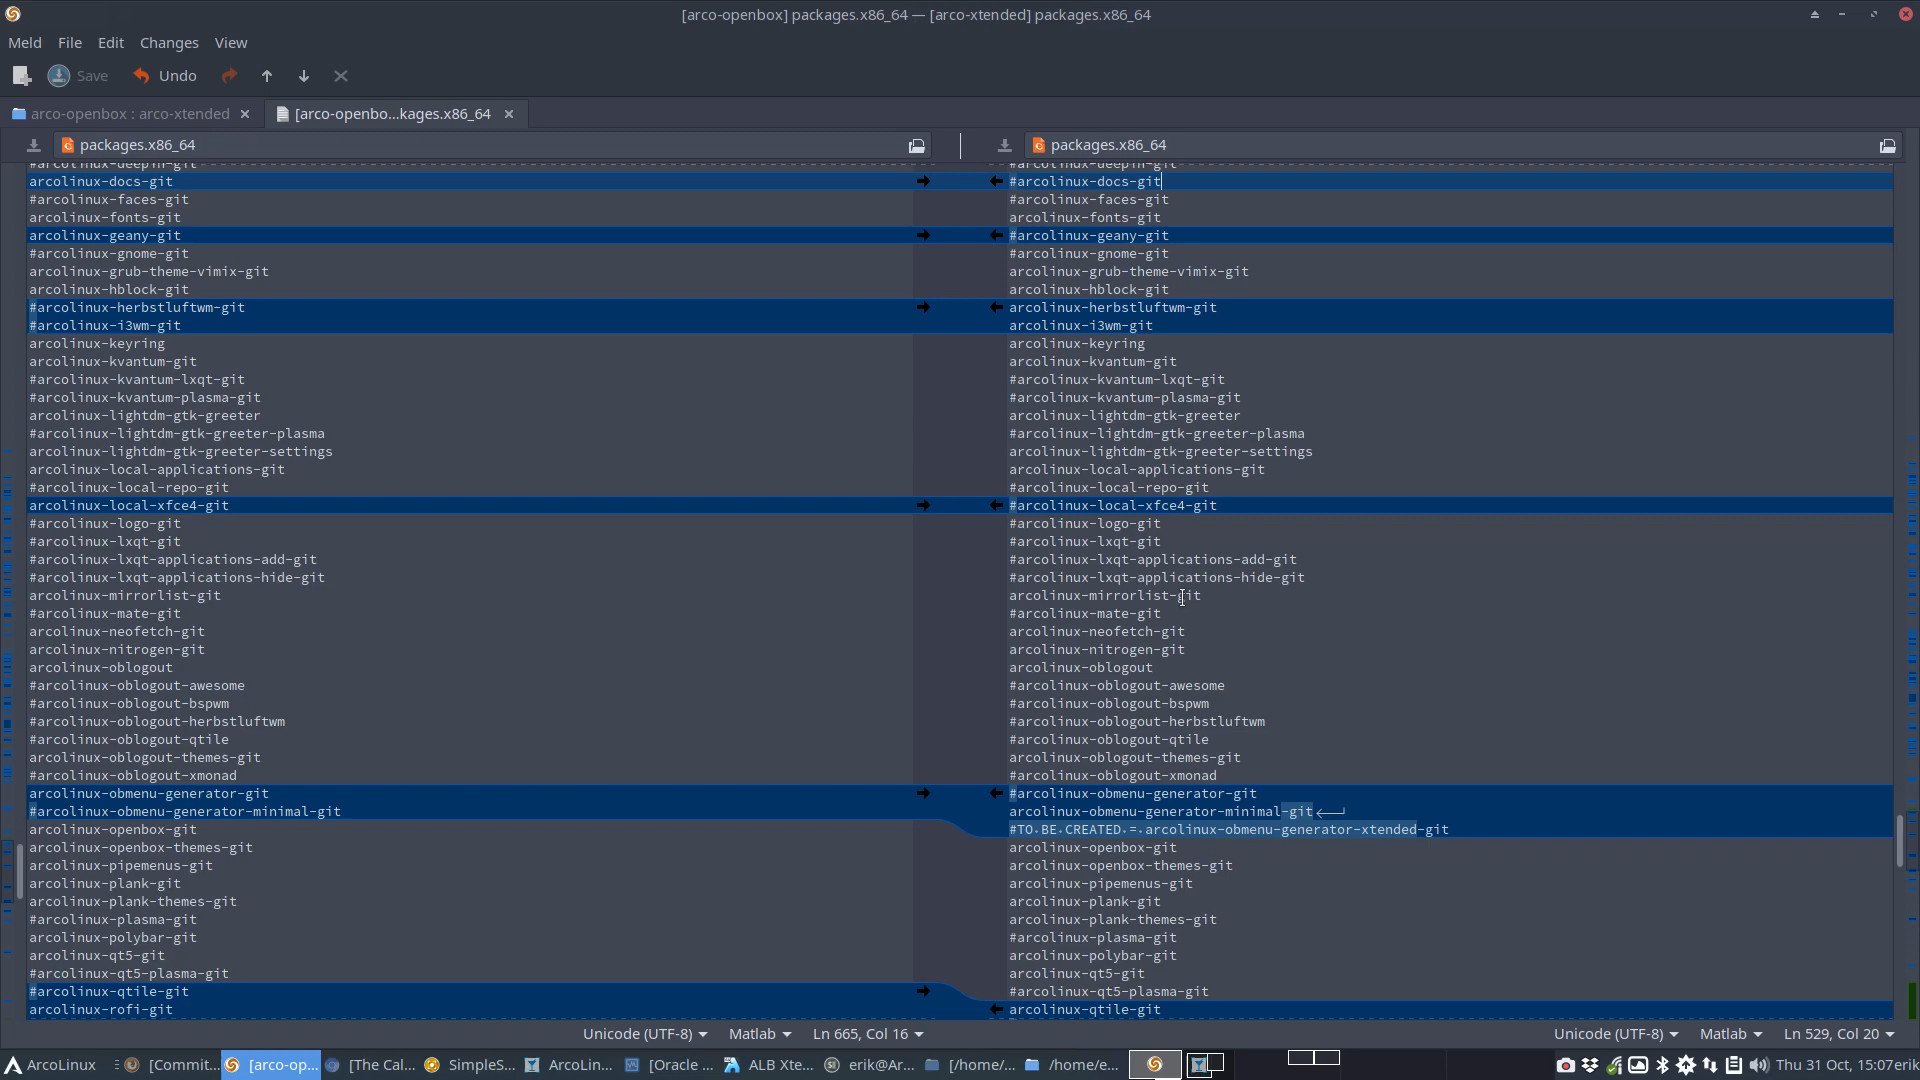 [arco-openbox] packages.x86_64 — [arco-xtended] packages.x86_64
Meld File Edit Changes View
Save Undo
arco-openbox : arco-xtended
[arco-openbo...kages.x86_64
packages.x86_64
packages.x86_64
#arcolinux-deepin-git
arcolinux-docs-git
#arcolinux-faces-git
arcolinux-fonts-git
arcolinux-geany-git
#arcolinux-gnome-git
arcolinux-grub-theme-vimix-git
arcolinux-hblock-git
#arcolinux-herbstluftwm-git
#arcolinux-i3wm-git
arcolinux-keyring
arcolinux-kvantum-git
#arcolinux-kvantum-lxqt-git
#arcolinux-kvantum-plasma-git
arcolinux-lightdm-gtk-greeter
#arcolinux-lightdm-gtk-greeter-plasma
#arcolinux-lightdm-gtk-greeter-settings
arcolinux-local-applications-git
#arcolinux-local-repo-git
arcolinux-local-xfce4-git
#arcolinux-logo-git
#arcolinux-lxqt-git
#arcolinux-lxqt-applications-add-git
#arcolinux-lxqt-applications-hide-git
arcolinux-mirrorlist-git
#arcolinux-mate-git
arcolinux-neofetch-git
arcolinux-nitrogen-git
arcolinux-oblogout
#arcolinux-oblogout-awesome
#arcolinux-oblogout-bspwm
#arcolinux-oblogout-herbstluftwm
#arcolinux-oblogout-qtile
arcolinux-oblogout-themes-git
#arcolinux-oblogout-xmonad
arcolinux-obmenu-generator-git
#arcolinux-obmenu-generator-minimal-git
arcolinux-openbox-git
arcolinux-openbox-themes-git
arcolinux-pipemenus-git
arcolinux-plank-git
arcolinux-plank-themes-git
#arcolinux-plasma-git
arcolinux-polybar-git
arcolinux-qt5-git
#arcolinux-qt5-plasma-git
#arcolinux-qtile-git
arcolinux-rofi-git
#arcolinux-deepin-git
#arcolinux-docs-git
#arcolinux-faces-git
arcolinux-fonts-git
#arcolinux-geany-git
#arcolinux-gnome-git
arcolinux-grub-theme-vimix-git
arcolinux-hblock-git
arcolinux-herbstluftwm-git
arcolinux-i3wm-git
arcolinux-keyring
arcolinux-kvantum-git
#arcolinux-kvantum-lxqt-git
#arcolinux-kvantum-plasma-git
arcolinux-lightdm-gtk-greeter
#arcolinux-lightdm-gtk-greeter-plasma
#arcolinux-lightdm-gtk-greeter-settings
arcolinux-local-applications-git
#arcolinux-local-repo-git
#arcolinux-local-xfce4-git
#arcolinux-logo-git
#arcolinux-lxqt-git
#arcolinux-lxqt-applications-add-git
#arcolinux-lxqt-applications-hide-git
arcolinux-mirrorlist-git
#arcolinux-mate-git
arcolinux-neofetch-git
arcolinux-nitrogen-git
arcolinux-oblogout
#arcolinux-oblogout-awesome
#arcolinux-oblogout-bspwm
#arcolinux-oblogout-herbstluftwm
#arcolinux-oblogout-qtile
arcolinux-oblogout-themes-git
#arcolinux-oblogout-xmonad
#arcolinux-obmenu-generator-git
arcolinux-obmenu-generator-minimal-git
#TO BE CREATED = arcolinux-obmenu-generator-xtended-git
arcolinux-openbox-git
arcolinux-openbox-themes-git
arcolinux-pipemenus-git
arcolinux-plank-git
arcolinux-plank-themes-git
#arcolinux-plasma-git
arcolinux-polybar-git
arcolinux-qt5-git
#arcolinux-qt5-plasma-git
arcolinux-qtile-git
Unicode (UTF-8) Matlab Ln 665, Col 16
Unicode (UTF-8) Matlab Ln 529, Col 20
ArcoLinux [Commit... [arco-op... [The Cal... SimpleS... ArcoLin... [Oracle ... ALB Xte... erik@Ar... [/home/... /home/e... Thu 31 Oct, 15:07 erik